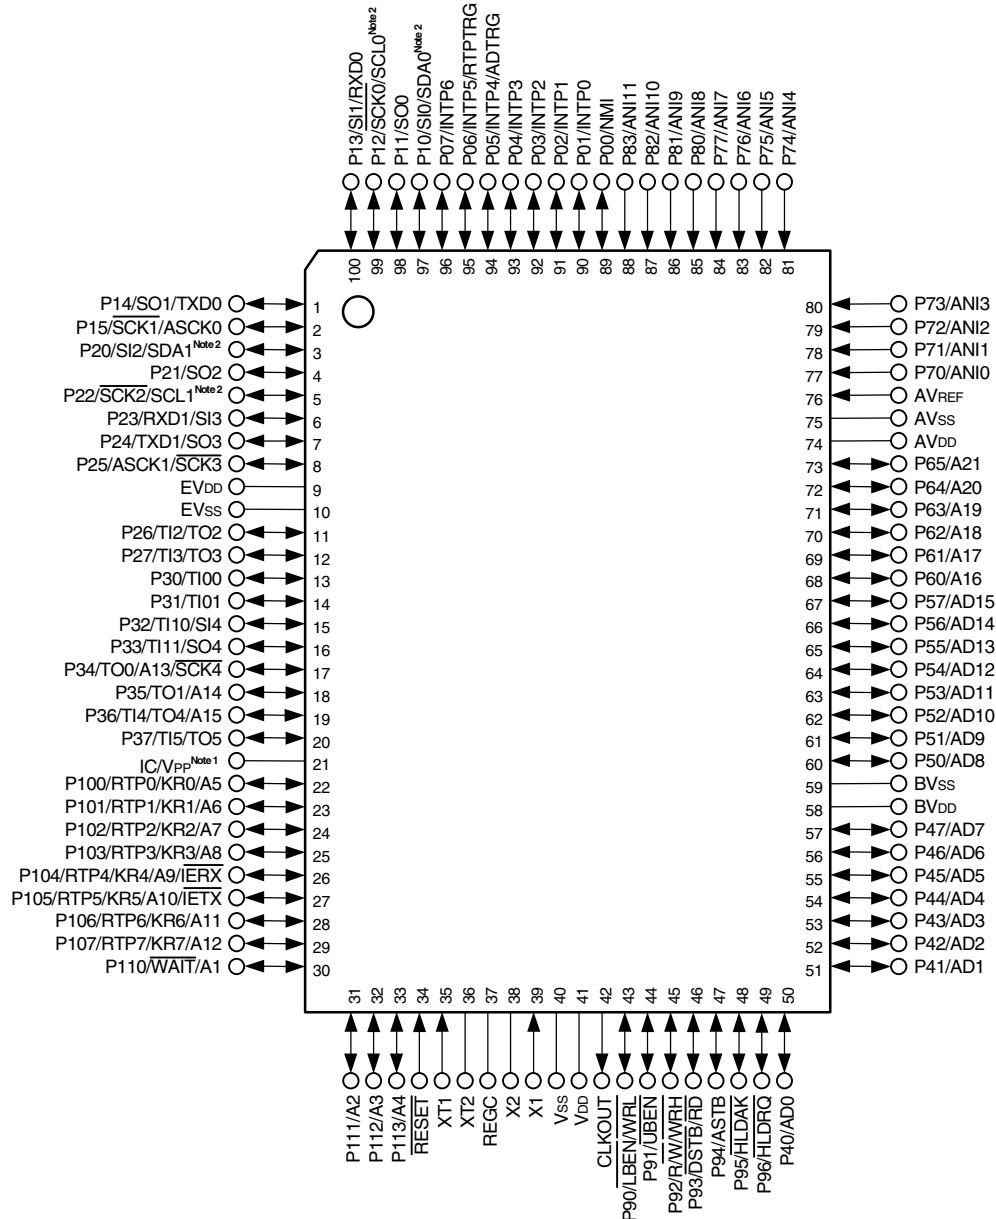 P13/SI1/RXD0
P12/SCK0/SCL0Note 2
P11/SO0
P10/SI0/SDA0Note 2
P07/INTP6
P06/INTP5/RTPTRG
P05/INTP4/ADTRG
P04/INTP3
P03/INTP2
P02/INTP1
P01/INTP0
P00/NMI
P83/ANI11
P82/ANI10
P81/ANI9
P80/ANI8
P77/ANI7
P76/ANI6
P75/ANI5
P74/ANI4
100 99 98 97 96 95 94 93 92 91 90 89 88 87 86 85 84 83 82 81
P14/SO1/TXD0 1
P15/SCK1/ASCK0 2
P20/SI2/SDA1Note 2 3
P21/SO2 4
P22/SCK2/SCL1Note 2 5
P23/RXD1/SI3 6
P24/TXD1/SO3 7
P25/ASCK1/SCK3 8
EVDD 9
EVSS 10
P26/TI2/TO2 11
P27/TI3/TO3 12
P30/TI00 13
P31/TI01 14
P32/TI10/SI4 15
P33/TI11/SO4 16
P34/TO0/A13/SCK4 17
P35/TO1/A14 18
P36/TI4/TO4/A15 19
P37/TI5/TO5 20
IC/VPPNote 1 21
P100/RTP0/KR0/A5 22
P101/RTP1/KR1/A6 23
P102/RTP2/KR2/A7 24
P103/RTP3/KR3/A8 25
P104/RTP4/KR4/A9/IERX 26
P105/RTP5/KR5/A10/IETX 27
P106/RTP6/KR6/A11 28
P107/RTP7/KR7/A12 29
P110/WAIT/A1 30
80 P73/ANI3
79 P72/ANI2
78 P71/ANI1
77 P70/ANI0
76 AVREF
75 AVSS
74 AVDD
73 P65/A21
72 P64/A20
71 P63/A19
70 P62/A18
69 P61/A17
68 P60/A16
67 P57/AD15
66 P56/AD14
65 P55/AD13
64 P54/AD12
63 P53/AD11
62 P52/AD10
61 P51/AD9
60 P50/AD8
59 BVSS
58 BVDD
57 P47/AD7
56 P46/AD6
55 P45/AD5
54 P44/AD4
53 P43/AD3
52 P42/AD2
51 P41/AD1
31 32 33 34 35 36 37 38 39 40 41 42 43 44 45 46 47 48 49 50
P111/A2
P112/A3
P113/A4
RESET
XT1
XT2
REGC
X2
X1
VSS
VDD
CLKOUT
P90/LBEN/WRL
P91/UBEN
P92/R/W/WRH
P93/DSTB/RD
P94/ASTB
P95/HLDAK
P96/HLDRQ
P40/AD0